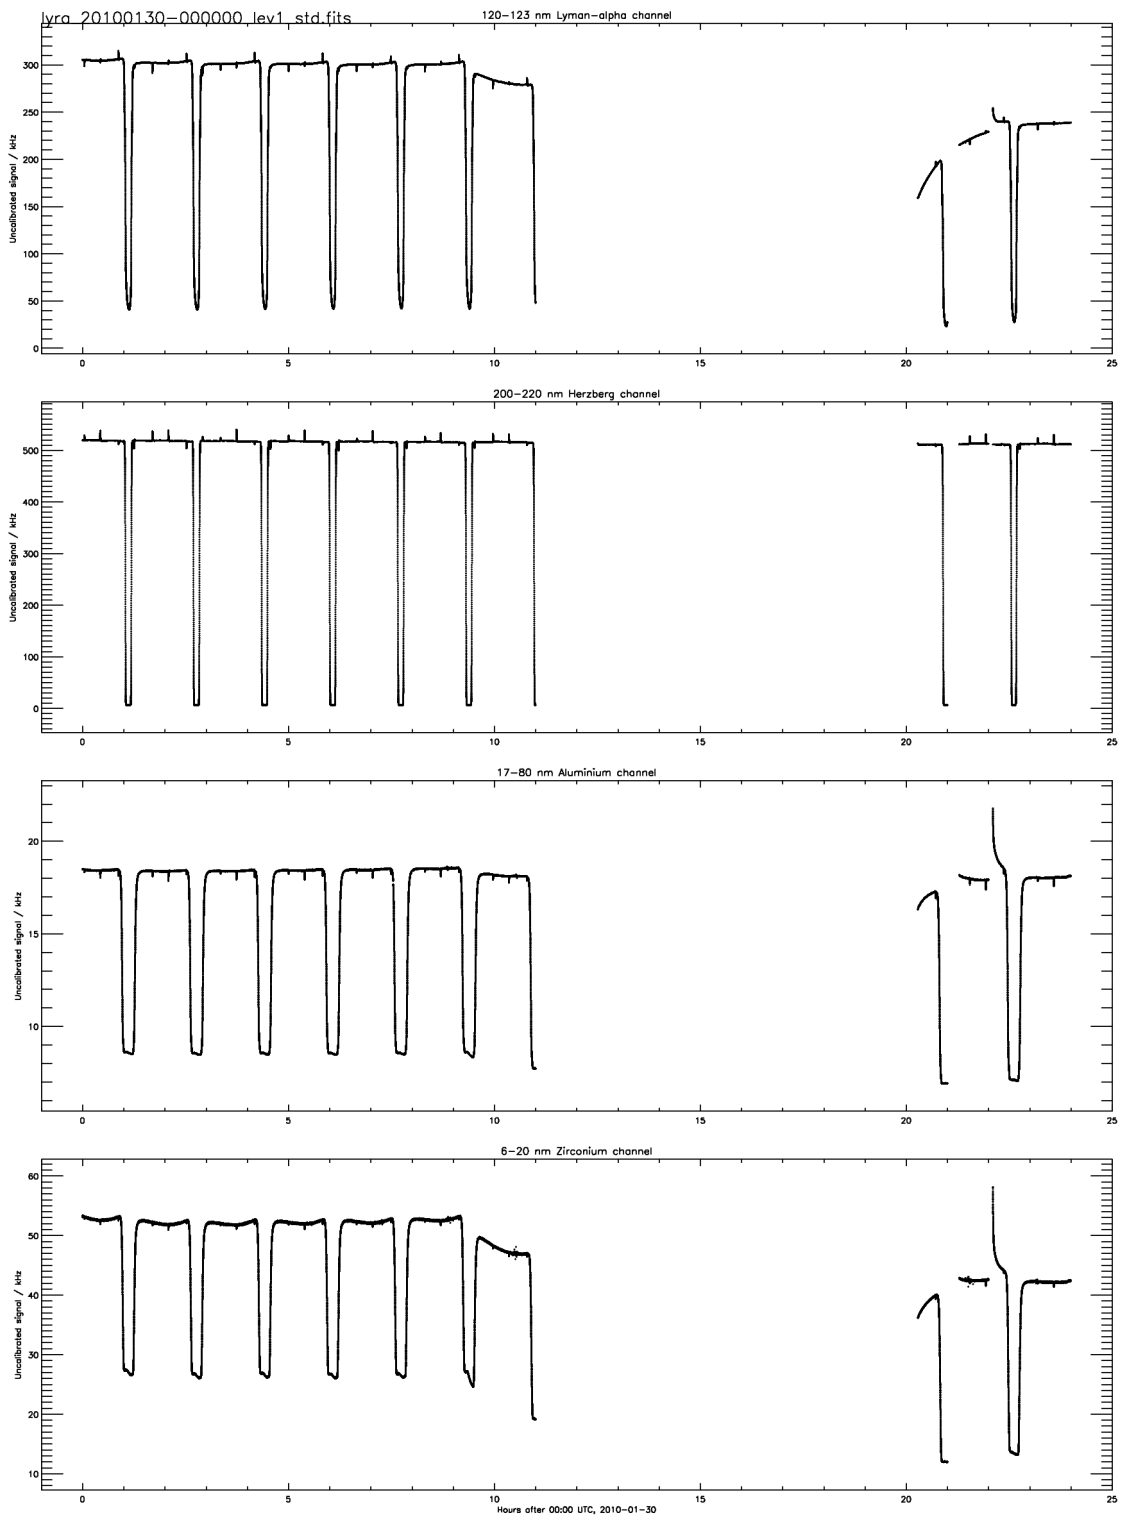 lyra_20100130-000000_lev1_std.fits
120-123 nm Lyman-alpha channel
Uncalibrated signal / kHz
300
250
200
150
100
50
0
0 5 10 15 20 25
200-220 nm Herzberg channel
Uncalibrated signal / kHz
500
400
300
200
100
0
0 5 10 15 20 25
17-80 nm Aluminium channel
Uncalibrated signal / kHz
20
15
10
0 5 10 15 20 25
6-20 nm Zirconium channel
Uncalibrated signal / kHz
60
50
40
30
20
10
0 5 10 15 20 25
Hours after 00:00 UTC, 2010-01-30